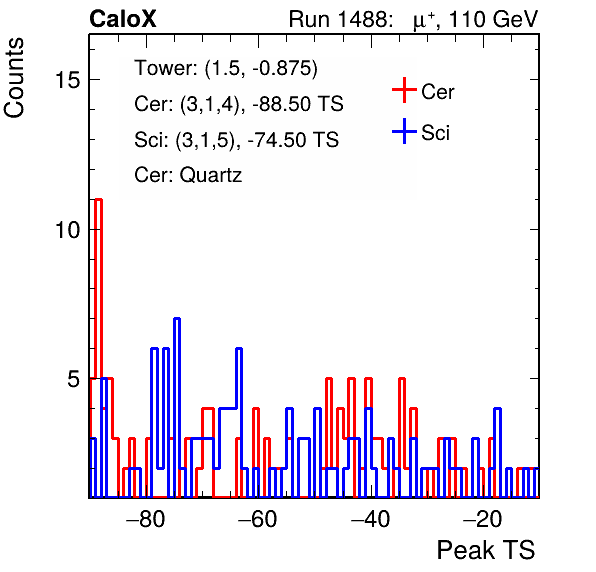 CaloX Run 1488: μ⁺, 110 GeV
Counts
15
10
5
Tower: (1.5, -0.875)
Cer: (3,1,4), -88.50 TS
Sci: (3,1,5), -74.50 TS
Cer: Quartz
Cer
Sci
−80 −60 −40 −20
Peak TS